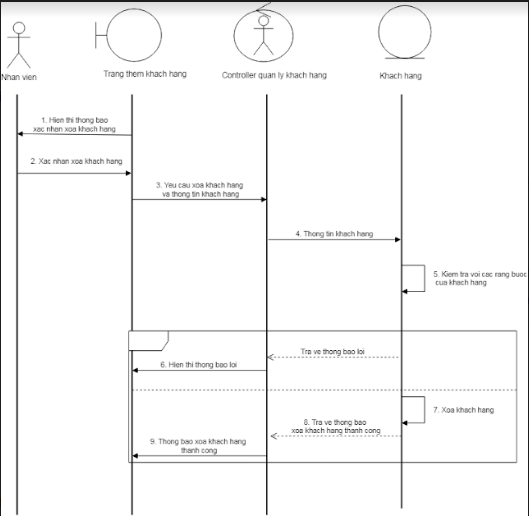 Nhan vien
Trang them khach hang
Controller quan ly khach hang
Khach hang
1. Hien thi thong bao
xac nhan xoa khach hang
2. Xac nhan xoa khach hang
3. Yeu cau xoa khach hang
va thong tin khach hang
4. Thong tin khach hang
5. Kiem tra voi cac rang buoc
cua khach hang
Tra ve thong bao loi
6. Hien thi thong bao loi
7. Xoa khach hang
8. Tra ve thong bao
xoa khach hang thanh cong
9. Thong bao xoa khach hang
thanh cong